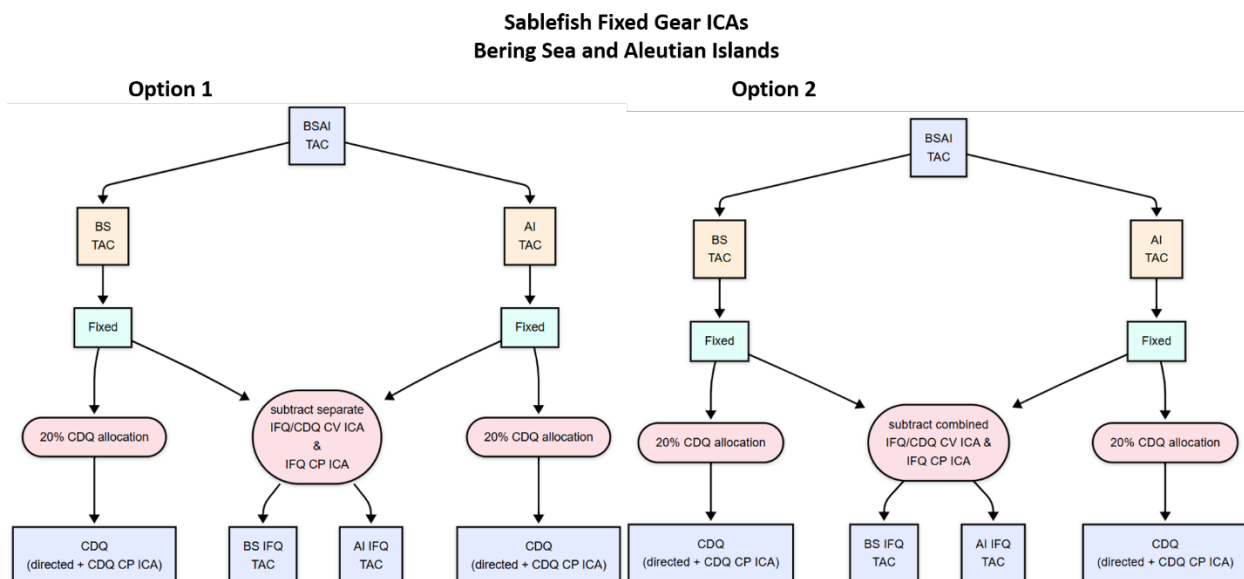 Sablefish Fixed Gear ICAs
Bering Sea and Aleutian Islands
Option 1
BSAI
TAC
BS
TAC
AI
TAC
Fixed
Fixed
20% CDQ allocation
subtract separate
IFQ/CDQ CV ICA
&
IFQ CP ICA
20% CDQ allocation
CDQ
(directed + CDQ CP ICA)
BS IFQ
TAC
AI IFQ
TAC
CDQ
(directed + CDQ CP ICA)
Option 2
BSAI
TAC
BS
TAC
AI
TAC
Fixed
Fixed
20% CDQ allocation
subtract combined
IFQ/CDQ CV ICA &
IFQ CP ICA
20% CDQ allocation
CDQ
(directed + CDQ CP ICA)
BS IFQ
TAC
AI IFQ
TAC
CDQ
(directed + CDQ CP ICA)